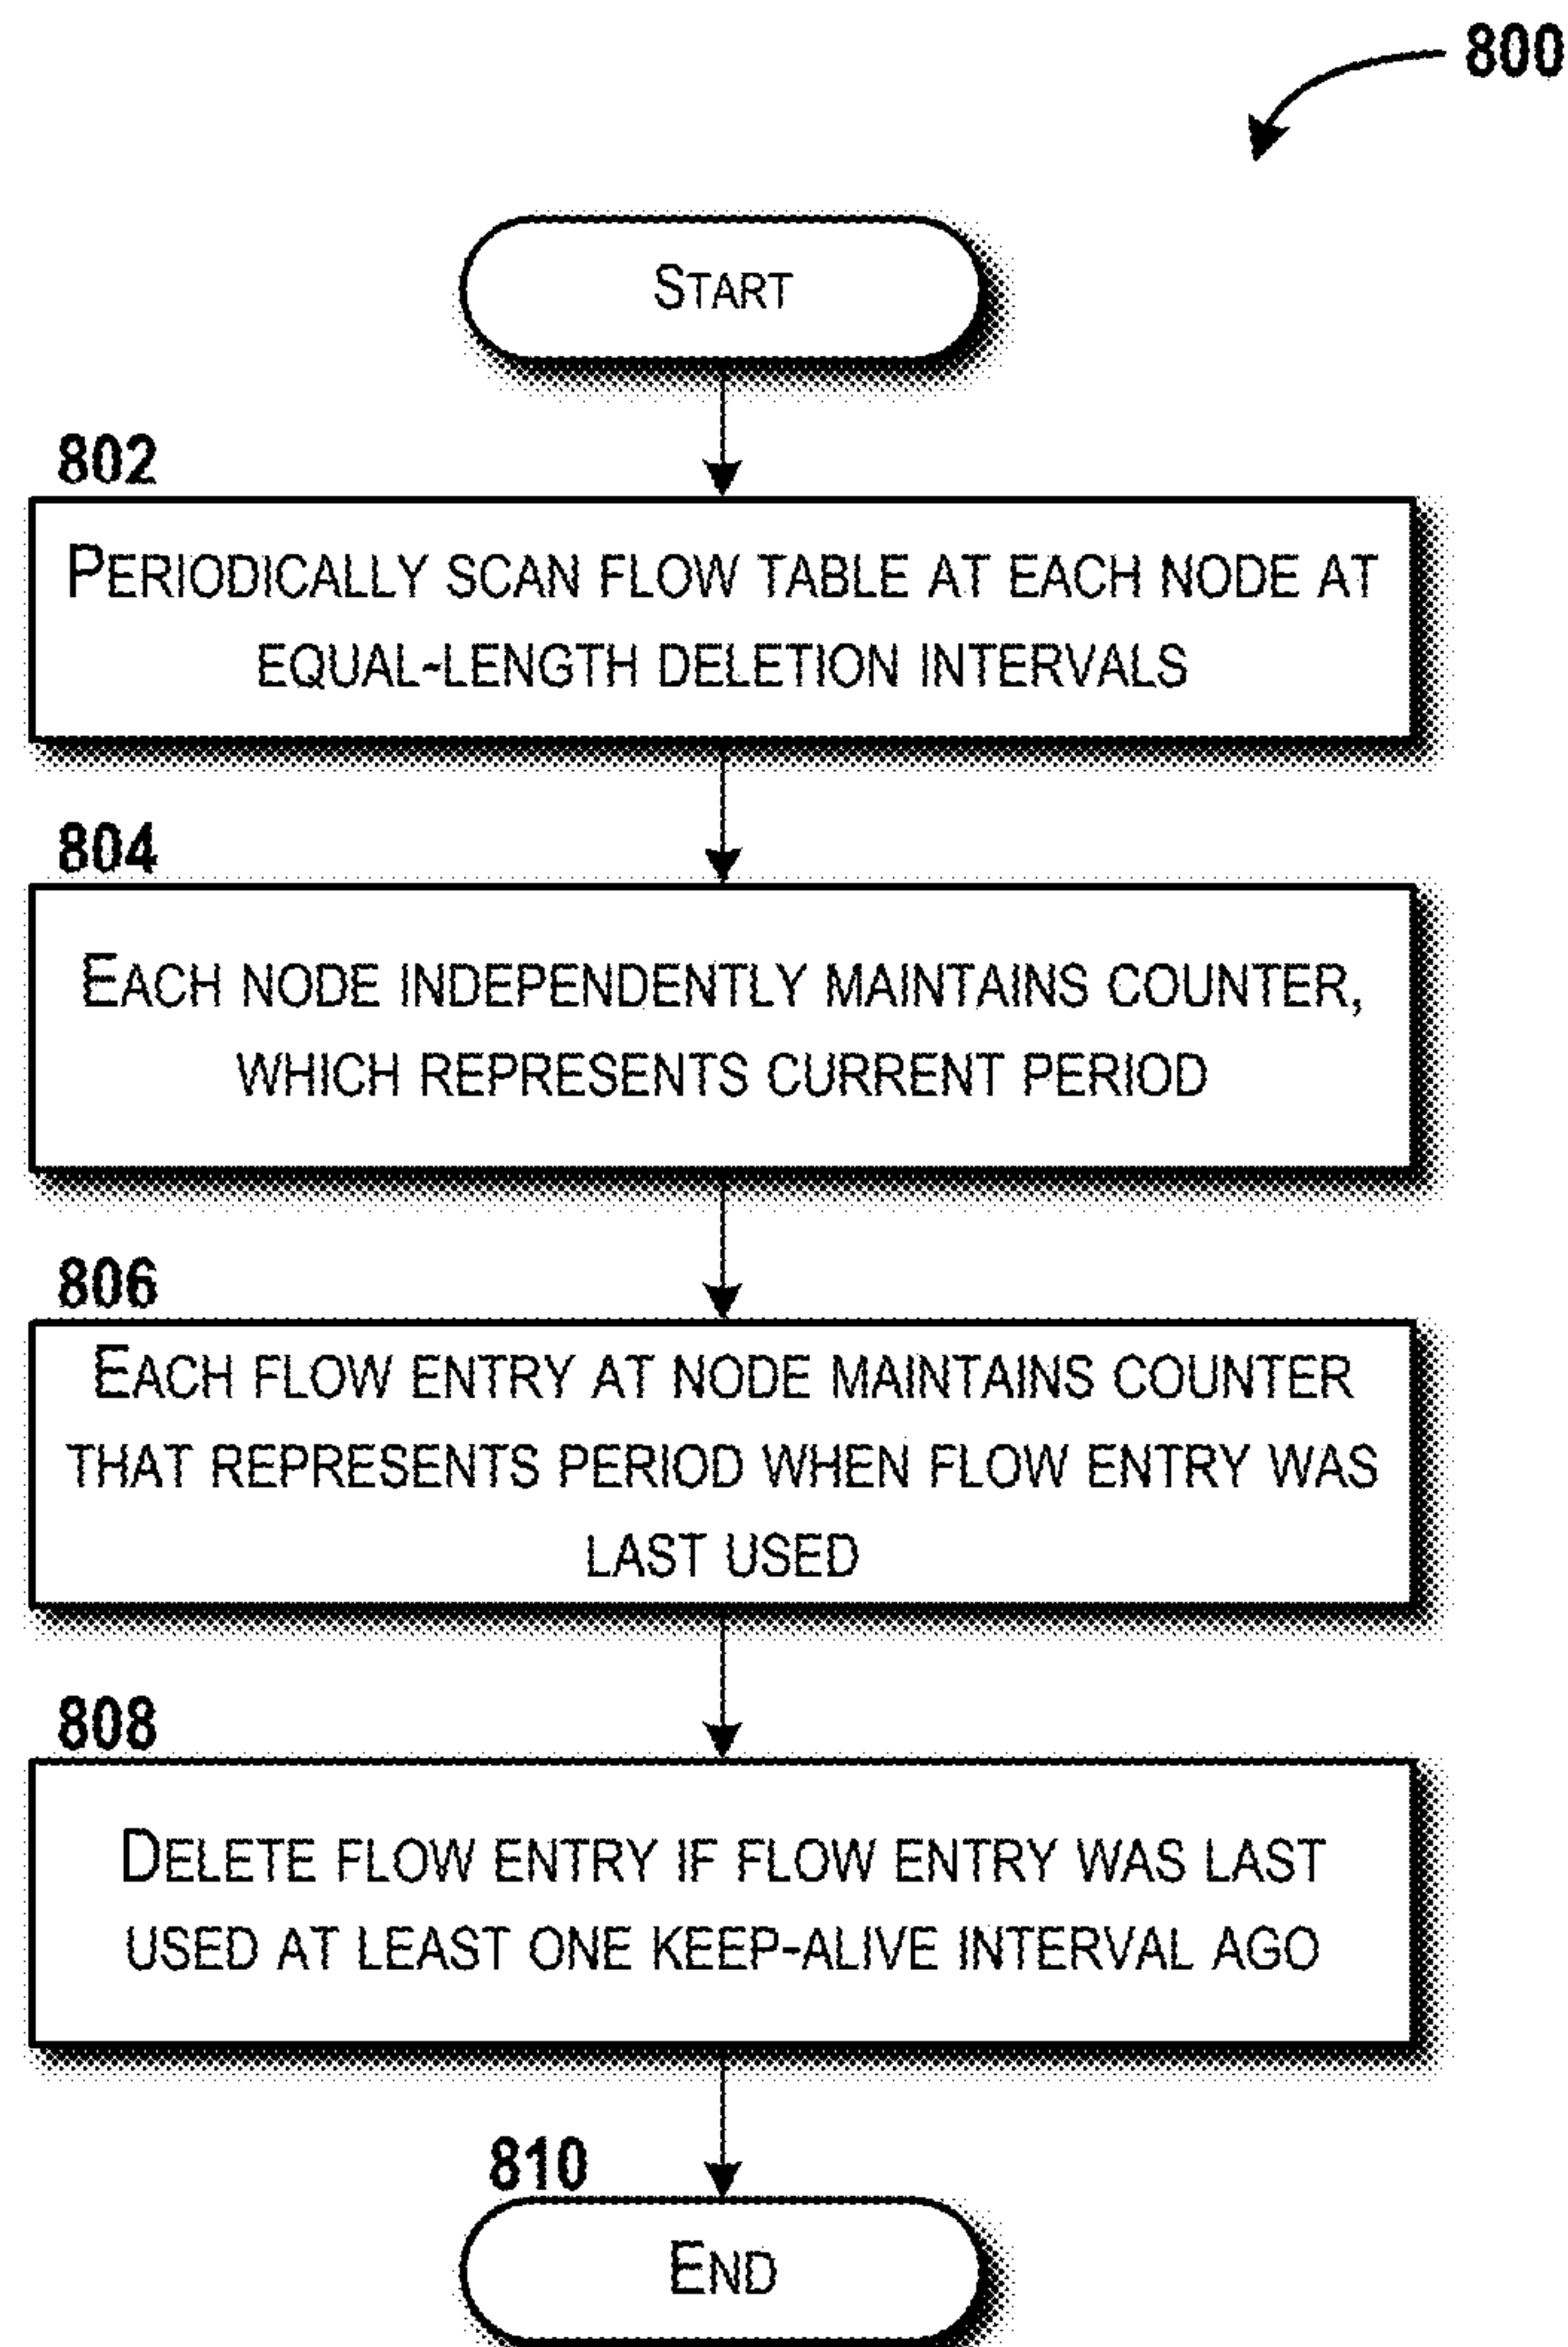 800
START
802
PERIODICALLY SCAN FLOW TABLE AT EACH NODE AT
EQUAL-LENGTH DELETION INTERVALS
804
EACH NODE INDEPENDENTLY MAINTAINS COUNTER,
WHICH REPRESENTS CURRENT PERIOD
806
EACH FLOW ENTRY AT NODE MAINTAINS COUNTER
THAT REPRESENTS PERIOD WHEN FLOW ENTRY WAS
LAST USED
808
DELETE FLOW ENTRY IF FLOW ENTRY WAS LAST
USED AT LEAST ONE KEEP-ALIVE INTERVAL AGO
810
END